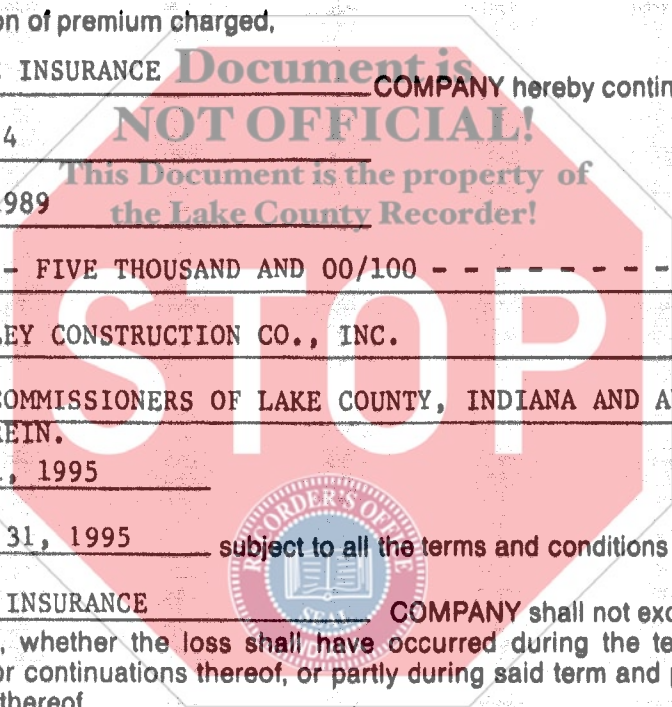 on of premium charged,
INSURANCE
Document is
COMPANY hereby contin
NOT OFFICIAL!
4
This Document is the property of
989
the Lake County Recorder!
- FIVE THOUSAND AND 00/100 - - - - - - -
STOP
LEY CONSTRUCTION CO., INC.
COMMISSIONERS OF LAKE COUNTY, INDIANA AND A
REIN.
, 1995
31, 1995 subject to all the terms and conditions
RECORDER'S OFFICE
SEAL
INSURANCE COMPANY shall not exc
, whether the loss shall have occurred during the te
or continuations thereof, or partly during said term and p
thereof